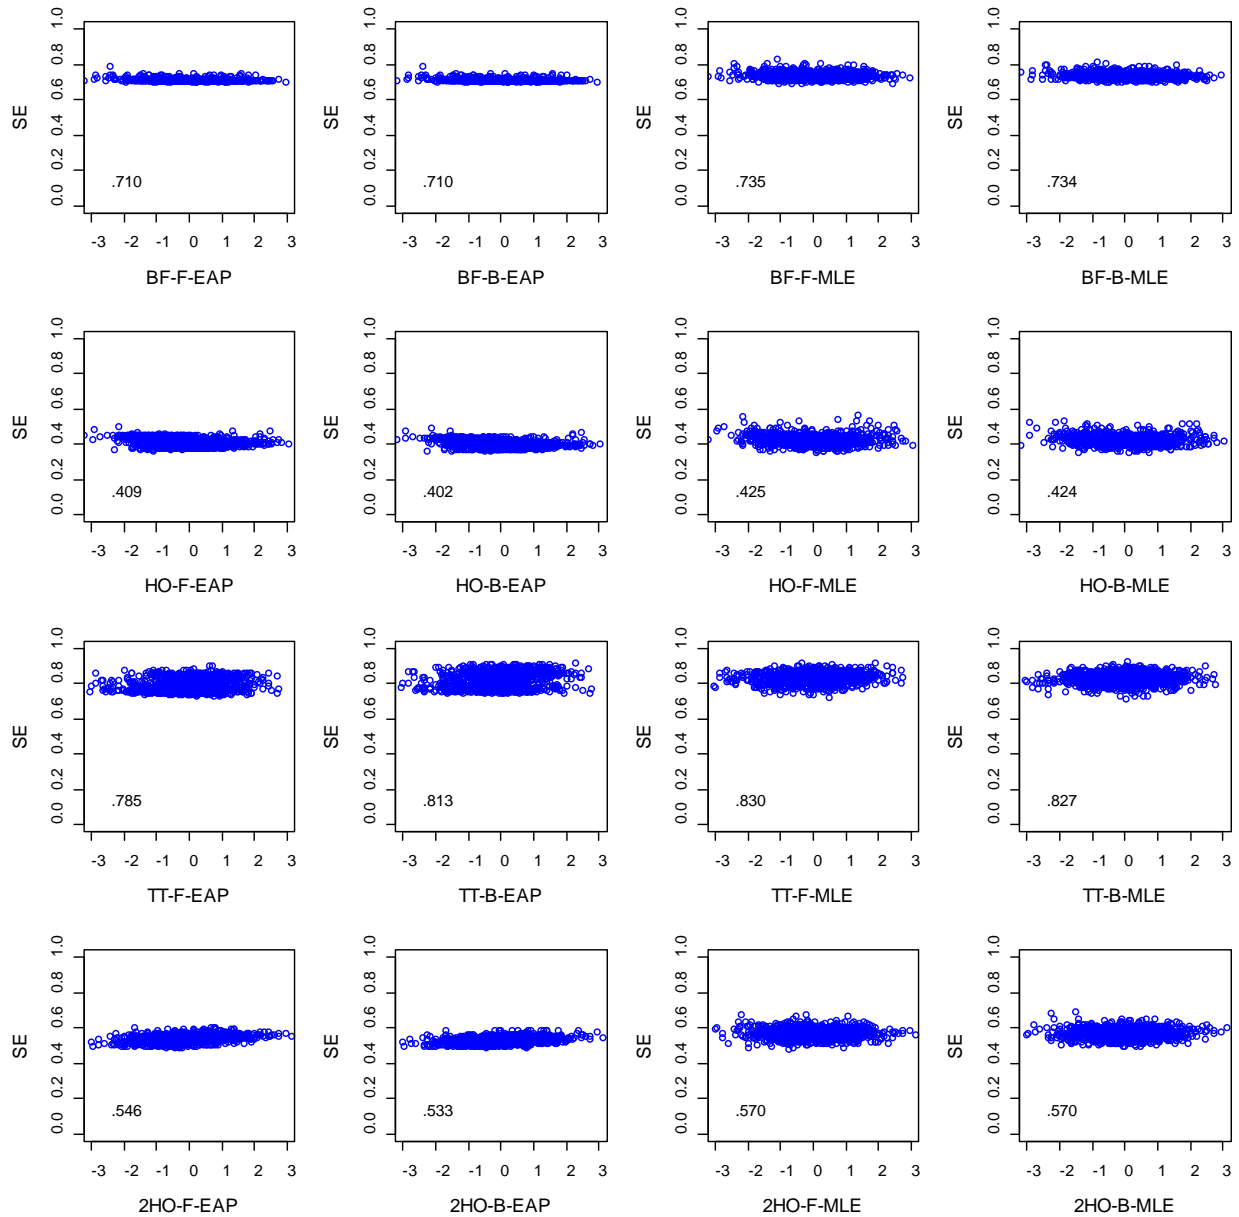 SE
0.0 0.2 0.4 0.6 0.8 1.0
.710
-3 -2 -1 0 1 2 3
BF-F-EAP
SE
0.0 0.2 0.4 0.6 0.8 1.0
.710
-3 -2 -1 0 1 2 3
BF-B-EAP
SE
0.0 0.2 0.4 0.6 0.8 1.0
.735
-3 -2 -1 0 1 2 3
BF-F-MLE
SE
0.0 0.2 0.4 0.6 0.8 1.0
.734
-3 -2 -1 0 1 2 3
BF-B-MLE
SE
0.0 0.2 0.4 0.6 0.8 1.0
.409
-3 -2 -1 0 1 2 3
HO-F-EAP
SE
0.0 0.2 0.4 0.6 0.8 1.0
.402
-3 -2 -1 0 1 2 3
HO-B-EAP
SE
0.0 0.2 0.4 0.6 0.8 1.0
.425
-3 -2 -1 0 1 2 3
HO-F-MLE
SE
0.0 0.2 0.4 0.6 0.8 1.0
.424
-3 -2 -1 0 1 2 3
HO-B-MLE
SE
0.0 0.2 0.4 0.6 0.8 1.0
.785
-3 -2 -1 0 1 2 3
TT-F-EAP
SE
0.0 0.2 0.4 0.6 0.8 1.0
.813
-3 -2 -1 0 1 2 3
TT-B-EAP
SE
0.0 0.2 0.4 0.6 0.8 1.0
.830
-3 -2 -1 0 1 2 3
TT-F-MLE
SE
0.0 0.2 0.4 0.6 0.8 1.0
.827
-3 -2 -1 0 1 2 3
TT-B-MLE
SE
0.0 0.2 0.4 0.6 0.8 1.0
.546
-3 -2 -1 0 1 2 3
2HO-F-EAP
SE
0.0 0.2 0.4 0.6 0.8 1.0
.533
-3 -2 -1 0 1 2 3
2HO-B-EAP
SE
0.0 0.2 0.4 0.6 0.8 1.0
.570
-3 -2 -1 0 1 2 3
2HO-F-MLE
SE
0.0 0.2 0.4 0.6 0.8 1.0
.570
-3 -2 -1 0 1 2 3
2HO-B-MLE